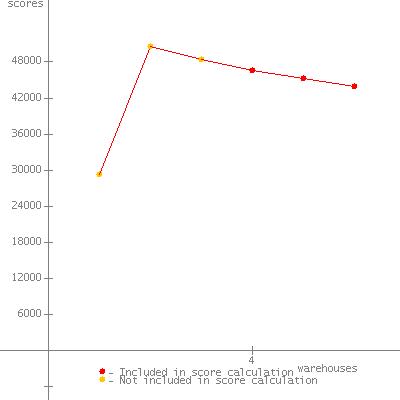 scores
48000
42000
36000
30000
24000
18000
12000
6000
4
warehouses
- Included in score calculation
- Not included in score calculation